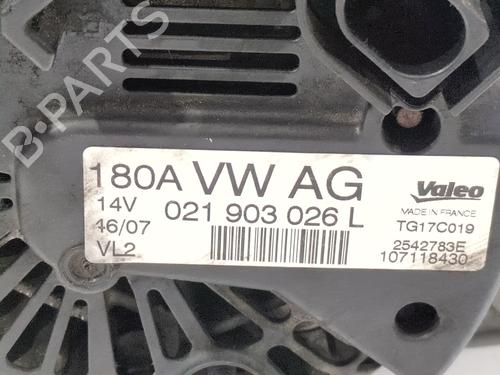 B-PARTS
180A VW AG
14V 021 903 026 L
46/07
VL2
Valeo
MADE IN FRANCE
TG17C019
2542783E
107118430